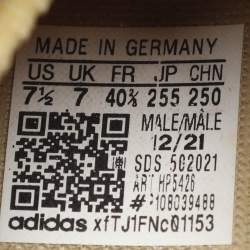 MADE IN GERMANY
US UK FR JP CHN
7½ 7 40⅔ 255 250
MALE/MÂLE
12/21
SDS 502021
ART HP5426
#: 108039488
adidas xfTJ1FNc01153